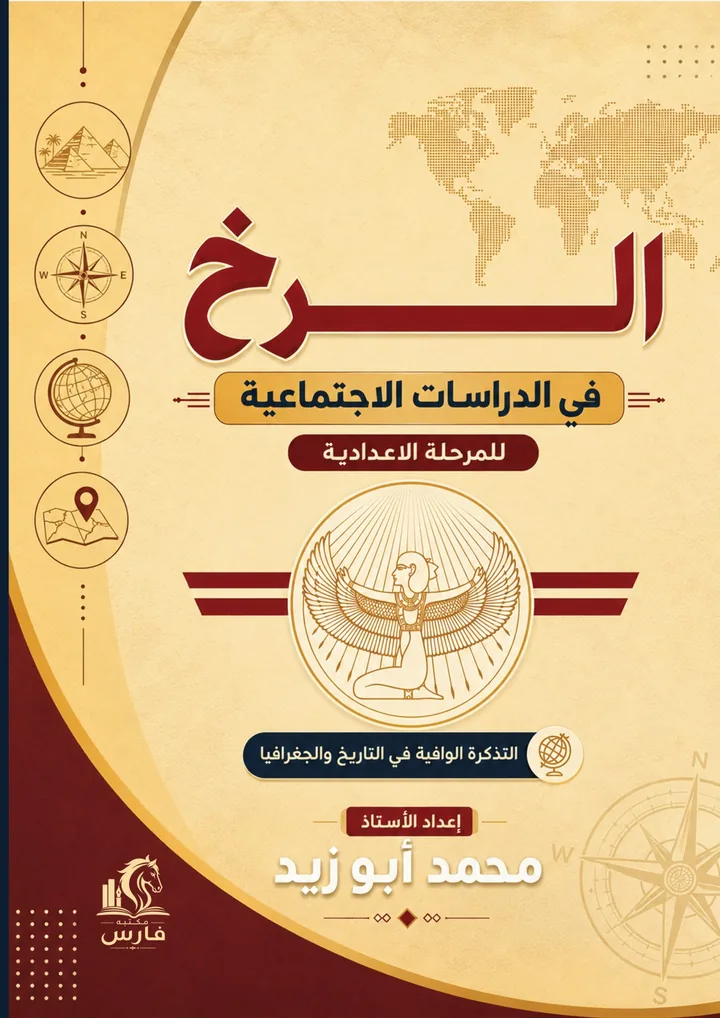 الرخ
في الدراسات الاجتماعية
للمرحلة الاعدادية
التذكرة الوافية في التاريخ والجغرافيا
إعداد الأستاذ
محمد أبو زيد
مكتبة
فارس
N
W E
S
N
W
S